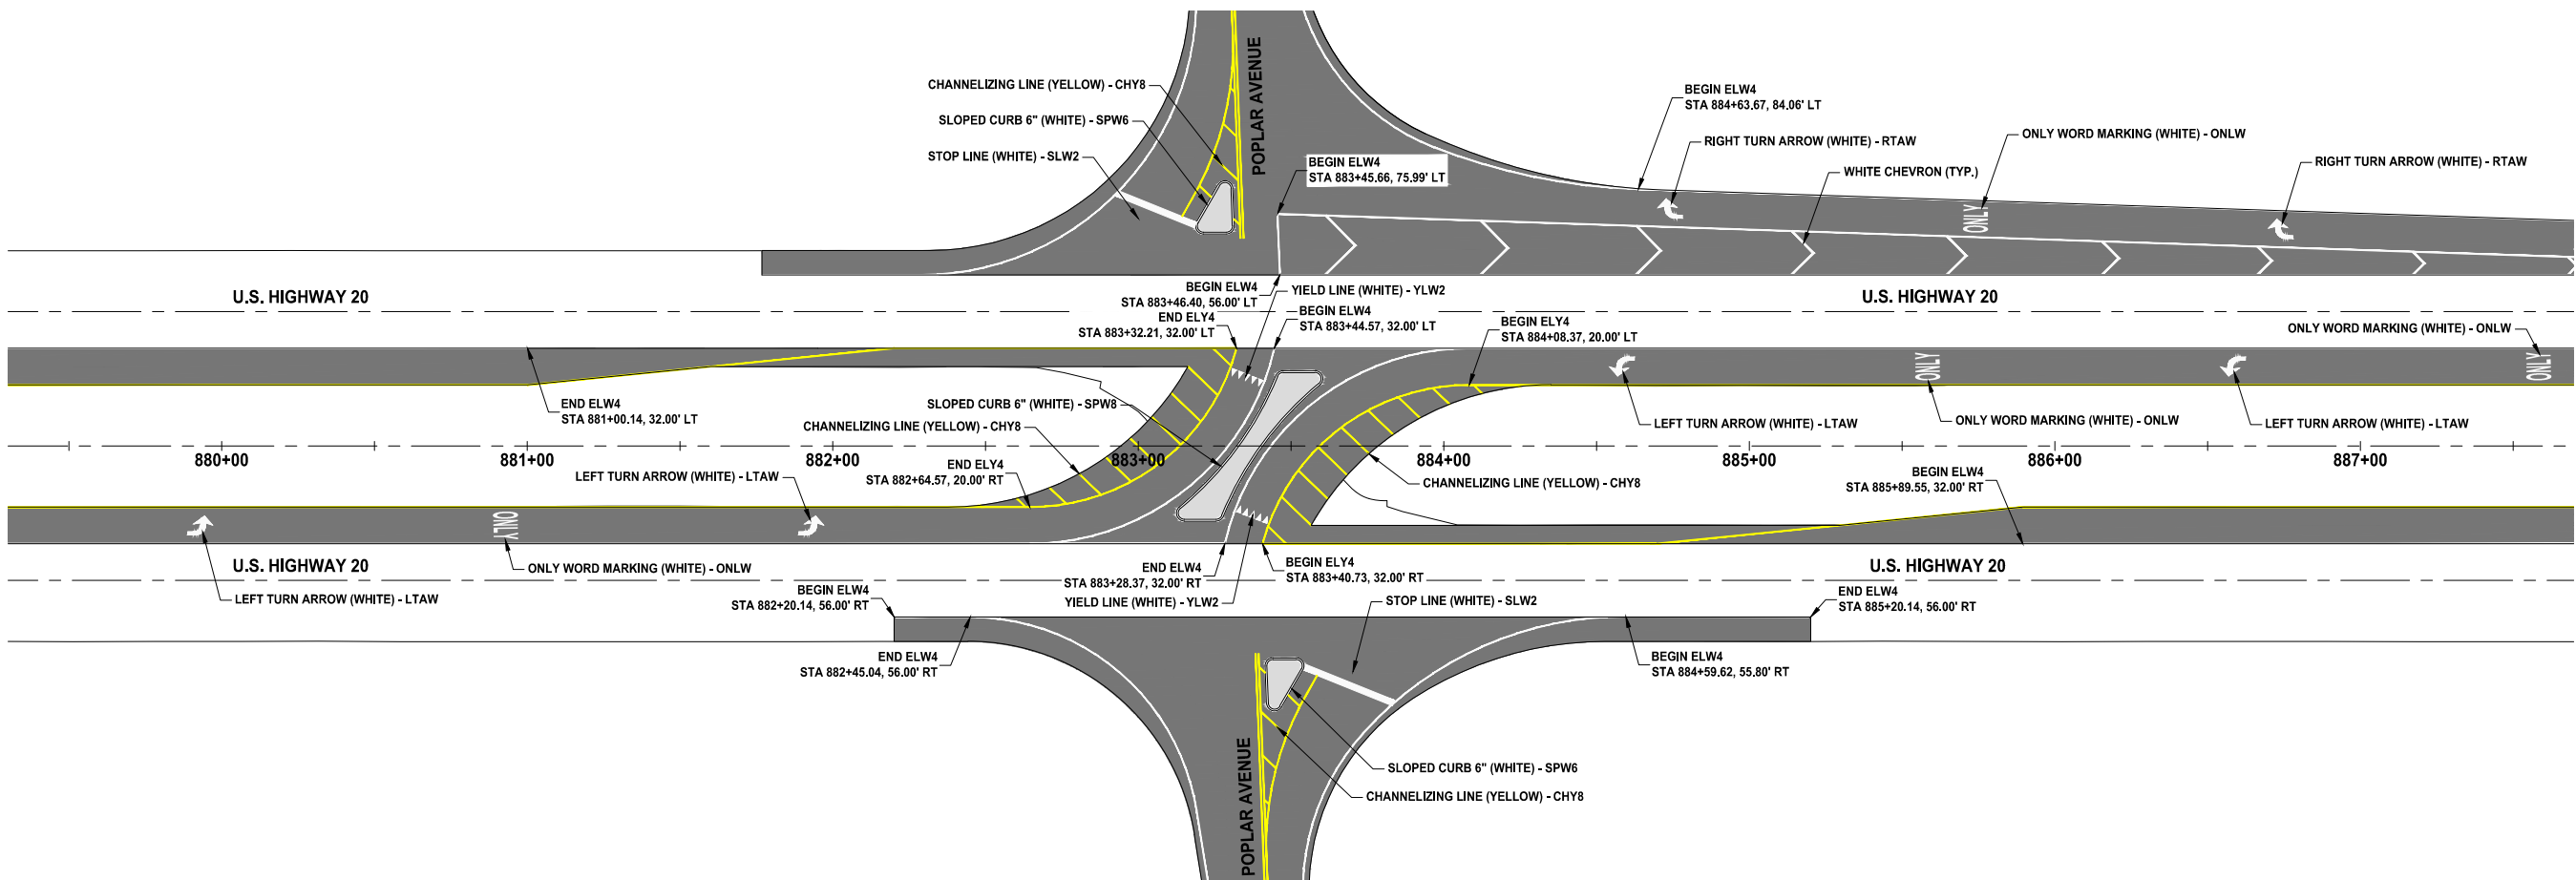 CHANNELIZING LINE (YELLOW) - CHY8
SLOPED CURB 6" (WHITE) - SPW6
STOP LINE (WHITE) - SLW2
POPLAR AVENUE
BEGIN ELW4
STA 883+45.66, 75.99' LT
BEGIN ELW4
STA 884+63.67, 84.06' LT
RIGHT TURN ARROW (WHITE) - RTAW
ONLY WORD MARKING (WHITE) - ONLW
RIGHT TURN ARROW (WHITE) - RTAW
WHITE CHEVRON (TYP.)
ONLY
U.S. HIGHWAY 20
BEGIN ELW4
STA 883+46.40, 56.00' LT
YIELD LINE (WHITE) - YLW2
U.S. HIGHWAY 20
END ELY4
STA 883+32.21, 32.00' LT
BEGIN ELW4
STA 883+44.57, 32.00' LT
BEGIN ELY4
STA 884+08.37, 20.00' LT
ONLY WORD MARKING (WHITE) - ONLW
ONLY
ONLY
END ELW4
STA 881+00.14, 32.00' LT
SLOPED CURB 6" (WHITE) - SPW8
CHANNELIZING LINE (YELLOW) - CHY8
LEFT TURN ARROW (WHITE) - LTAW
ONLY WORD MARKING (WHITE) - ONLW
LEFT TURN ARROW (WHITE) - LTAW
880+00
881+00
882+00
883+00
884+00
885+00
886+00
887+00
LEFT TURN ARROW (WHITE) - LTAW
END ELY4
STA 882+64.57, 20.00' RT
CHANNELIZING LINE (YELLOW) - CHY8
BEGIN ELW4
STA 885+89.55, 32.00' RT
ONLY
U.S. HIGHWAY 20
ONLY WORD MARKING (WHITE) - ONLW
END ELW4
STA 883+28.37, 32.00' RT
BEGIN ELY4
STA 883+40.73, 32.00' RT
U.S. HIGHWAY 20
LEFT TURN ARROW (WHITE) - LTAW
BEGIN ELW4
STA 882+20.14, 56.00' RT
YIELD LINE (WHITE) - YLW2
STOP LINE (WHITE) - SLW2
END ELW4
STA 885+20.14, 56.00' RT
END ELW4
STA 882+45.04, 56.00' RT
BEGIN ELW4
STA 884+59.62, 55.80' RT
POPLAR AVENUE
SLOPED CURB 6" (WHITE) - SPW6
CHANNELIZING LINE (YELLOW) - CHY8